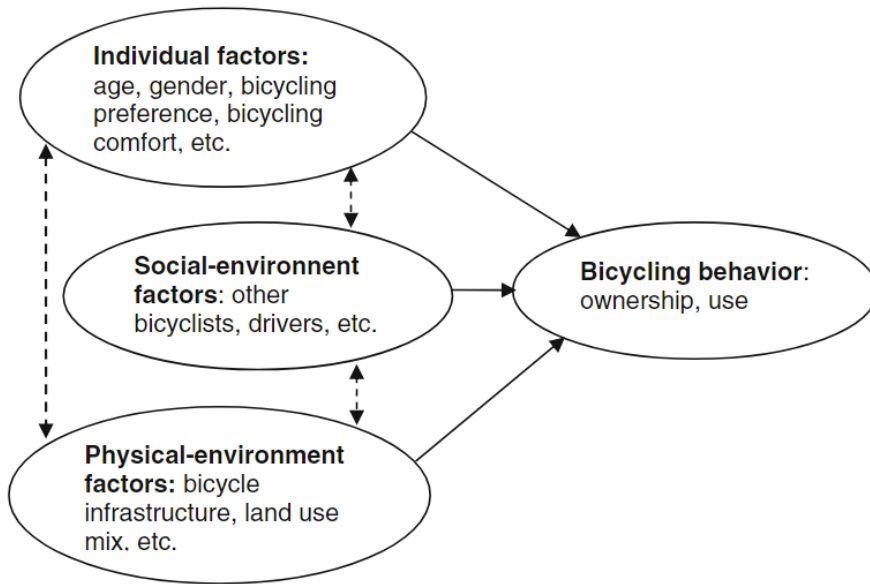 Individual factors:
age, gender, bicycling
preference, bicycling
comfort, etc.
Social-environnent
factors: other
bicyclists, drivers, etc.
Bicycling behavior:
ownership, use
Physical-environment
factors: bicycle
infrastructure, land use
mix. etc.